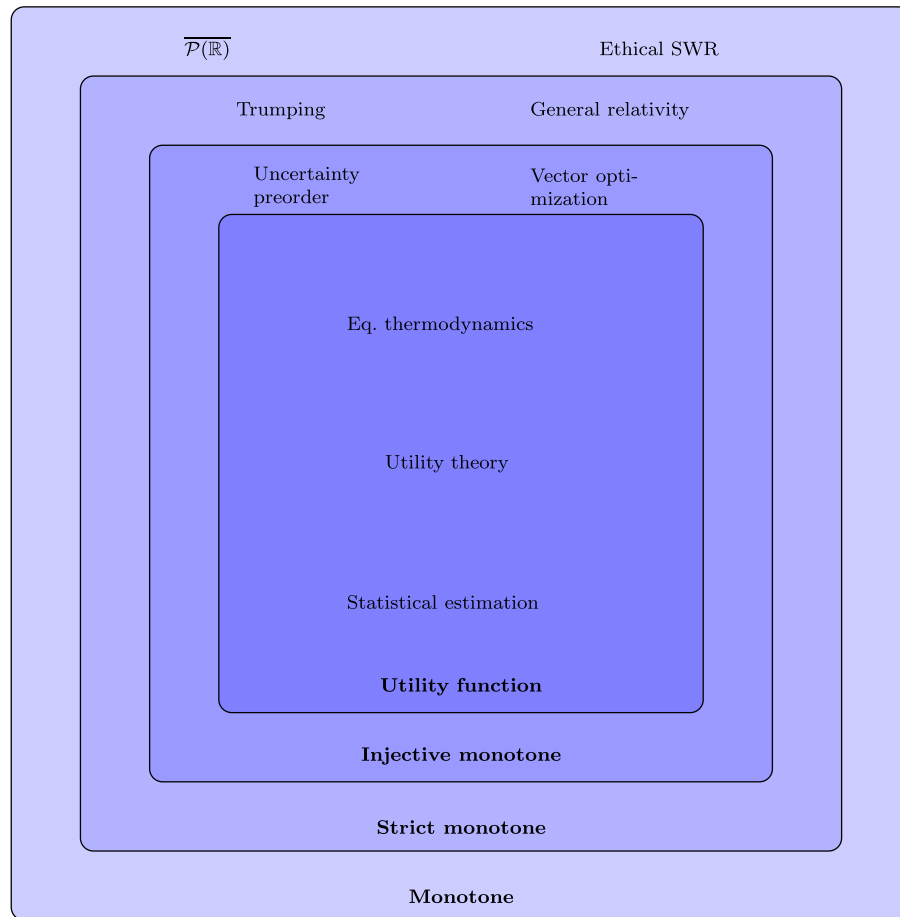 $\overline{\mathcal{P}(\mathbb{R})}$ Ethical SWR
Trumping General relativity
Uncertainty preorder
Vector opti-
mization
Eq. thermodynamics
Utility theory
Statistical estimation
Utility function
Injective monotone
Strict monotone
Monotone